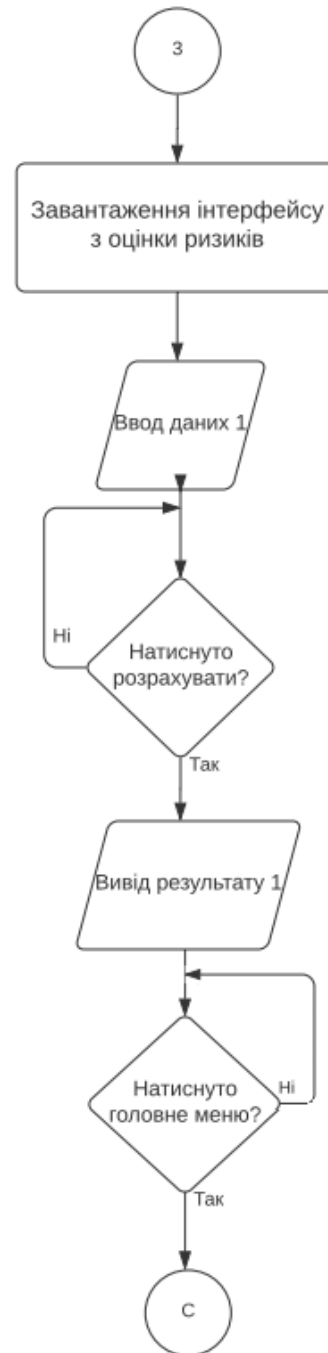 3
Завантаження інтерфейсу
з оцінки ризиків
Ввод даних 1
Ні
Натиснуто
розрахувати?
Так
Вивід результату 1
Натиснуто
головне меню?
Ні
Так
С